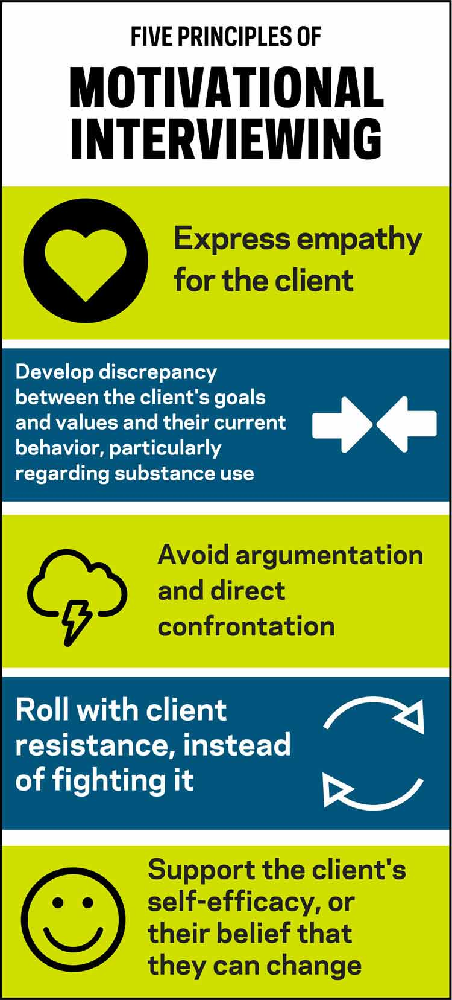 FIVE PRINCIPLES OF
MOTIVATIONAL
INTERVIEWING
Express empathy
for the client
Develop discrepancy
between the client's goals
and values and their current
behavior, particularly
regarding substance use
Avoid argumentation
and direct
confrontation
Roll with client
resistance, instead
of fighting it
Support the client's
self-efficacy, or
their belief that
they can change